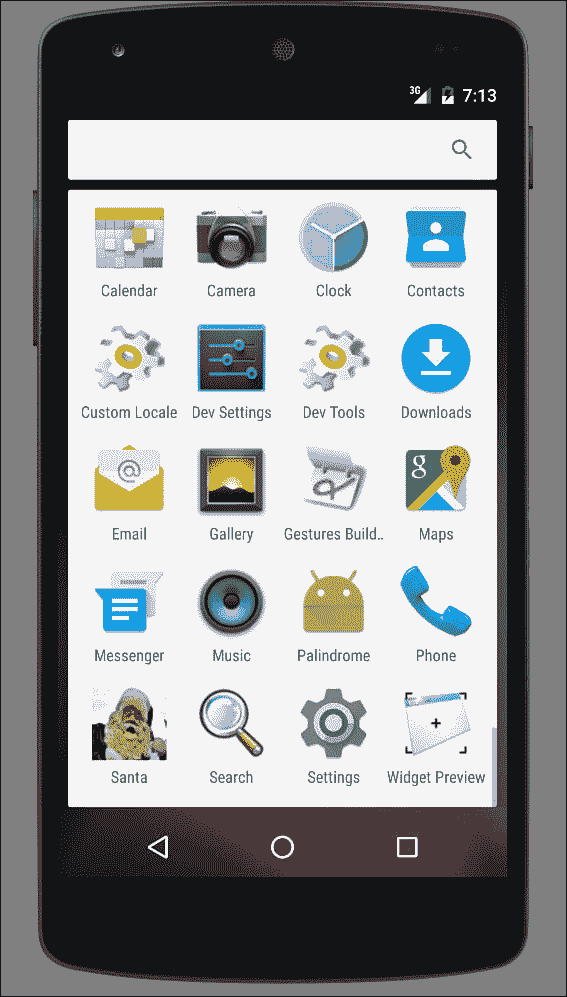 3G 7:13
Calendar Camera Clock Contacts
Custom Locale Dev Settings Dev Tools Downloads
@
g
Email Gallery Gestures Build.. Maps
Messenger Music Palindrome Phone
Santa Search Settings Widget Preview